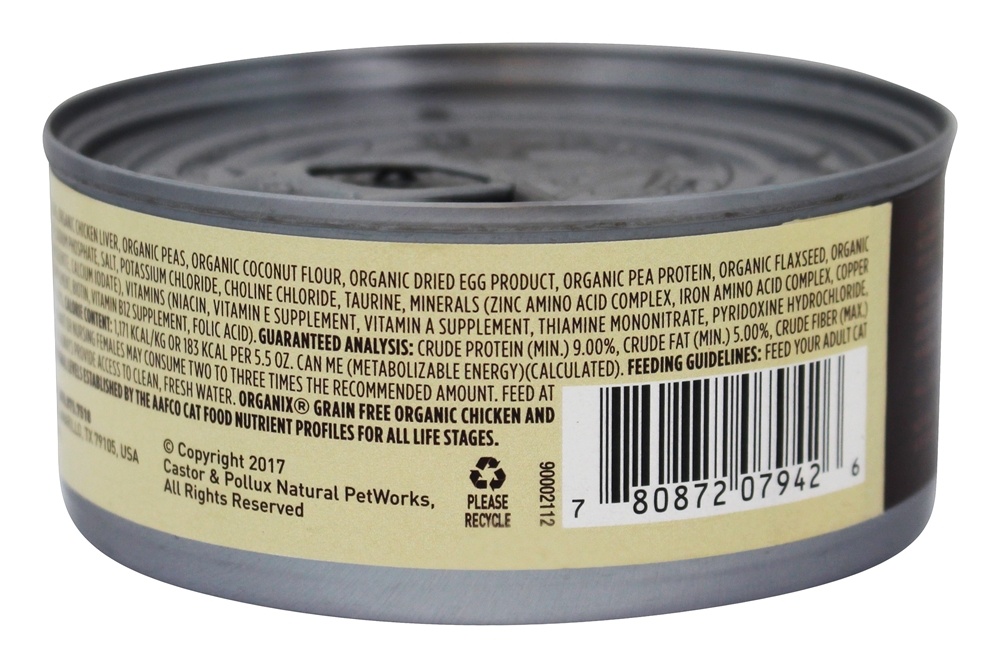 ORGANIC CHICKEN LIVER, ORGANIC PEAS, ORGANIC COCONUT FLOUR, ORGANIC DRIED EGG PRODUCT, ORGANIC PEA PROTEIN, ORGANIC FLAXSEED, ORGANIC
PHOSPHATE, SALT, POTASSIUM CHLORIDE, CHOLINE CHLORIDE, TAURINE, MINERALS (ZINC AMINO ACID COMPLEX, IRON AMINO ACID COMPLEX, COPPER
CALCIUM IODATE), VITAMINS (NIACIN, VITAMIN E SUPPLEMENT, VITAMIN A SUPPLEMENT, THIAMINE MONONITRATE, PYRIDOXINE HYDROCHLORIDE,
BIOTIN, VITAMIN B12 SUPPLEMENT, FOLIC ACID). GUARANTEED ANALYSIS: CRUDE PROTEIN (MIN.) 9.00%, CRUDE FAT (MIN.) 5.00%, CRUDE FIBER (MAX.)
CONTENT: 1,171 KCAL/KG OR 183 KCAL PER 5.5 OZ. CAN ME (METABOLIZABLE ENERGY)(CALCULATED). FEEDING GUIDELINES: FEED YOUR ADULT CAT
OR NURSING FEMALES MAY CONSUME TWO TO THREE TIMES THE RECOMMENDED AMOUNT. FEED AT
PROVIDE ACCESS TO CLEAN, FRESH WATER. ORGANIX® GRAIN FREE ORGANIC CHICKEN AND
LEVELS ESTABLISHED BY THE AAFCO CAT FOOD NUTRIENT PROFILES FOR ALL LIFE STAGES.
TX 79105, USA
© Copyright 2017
Castor & Pollux Natural PetWorks,
All Rights Reserved
PLEASE
RECYCLE
90002112
7 80872 07942 6